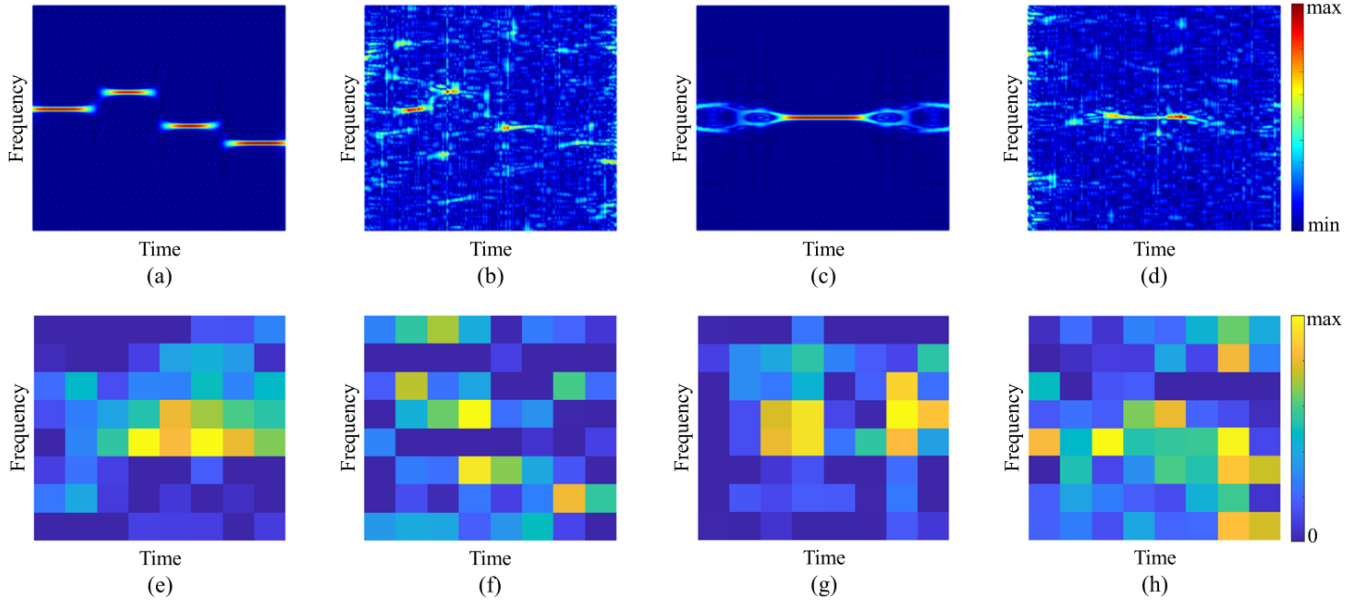 max
Frequency
Frequency
Frequency
Frequency
min
Time
Time
Time
Time
(a)
(b)
(c)
(d)
max
Frequency
Frequency
Frequency
Frequency
0
Time
Time
Time
Time
(e)
(f)
(g)
(h)